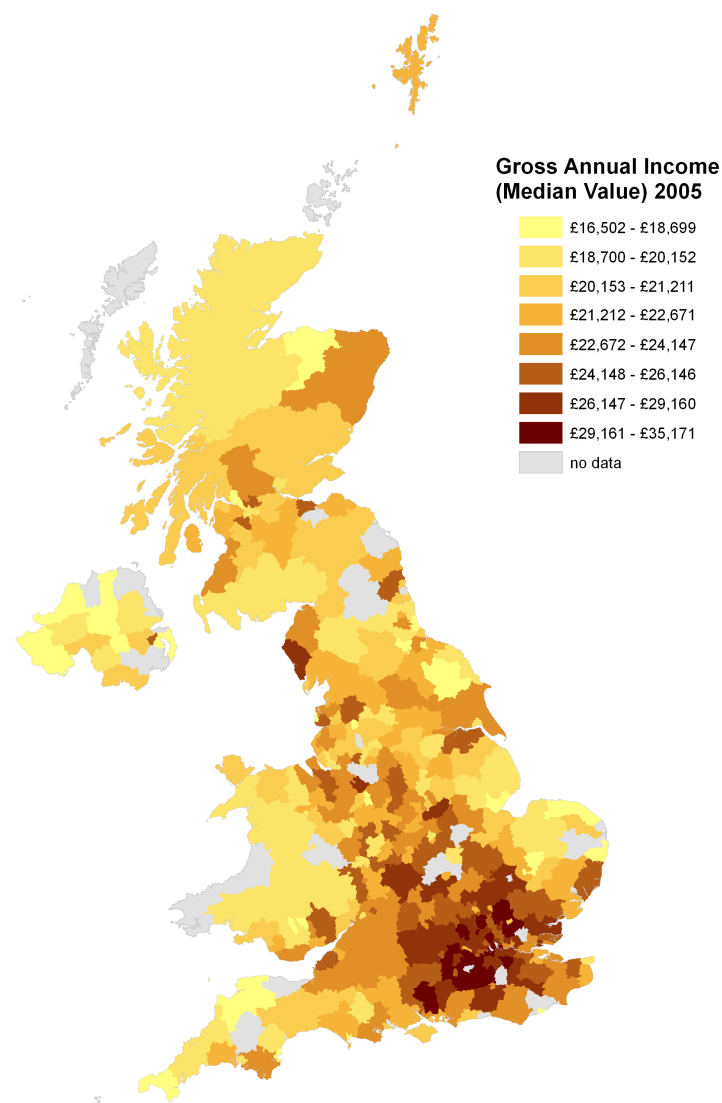 Gross Annual Income
(Median Value) 2005
£16,502 - £18,699
£18,700 - £20,152
£20,153 - £21,211
£21,212 - £22,671
£22,672 - £24,147
£24,148 - £26,146
£26,147 - £29,160
£29,161 - £35,171
no data